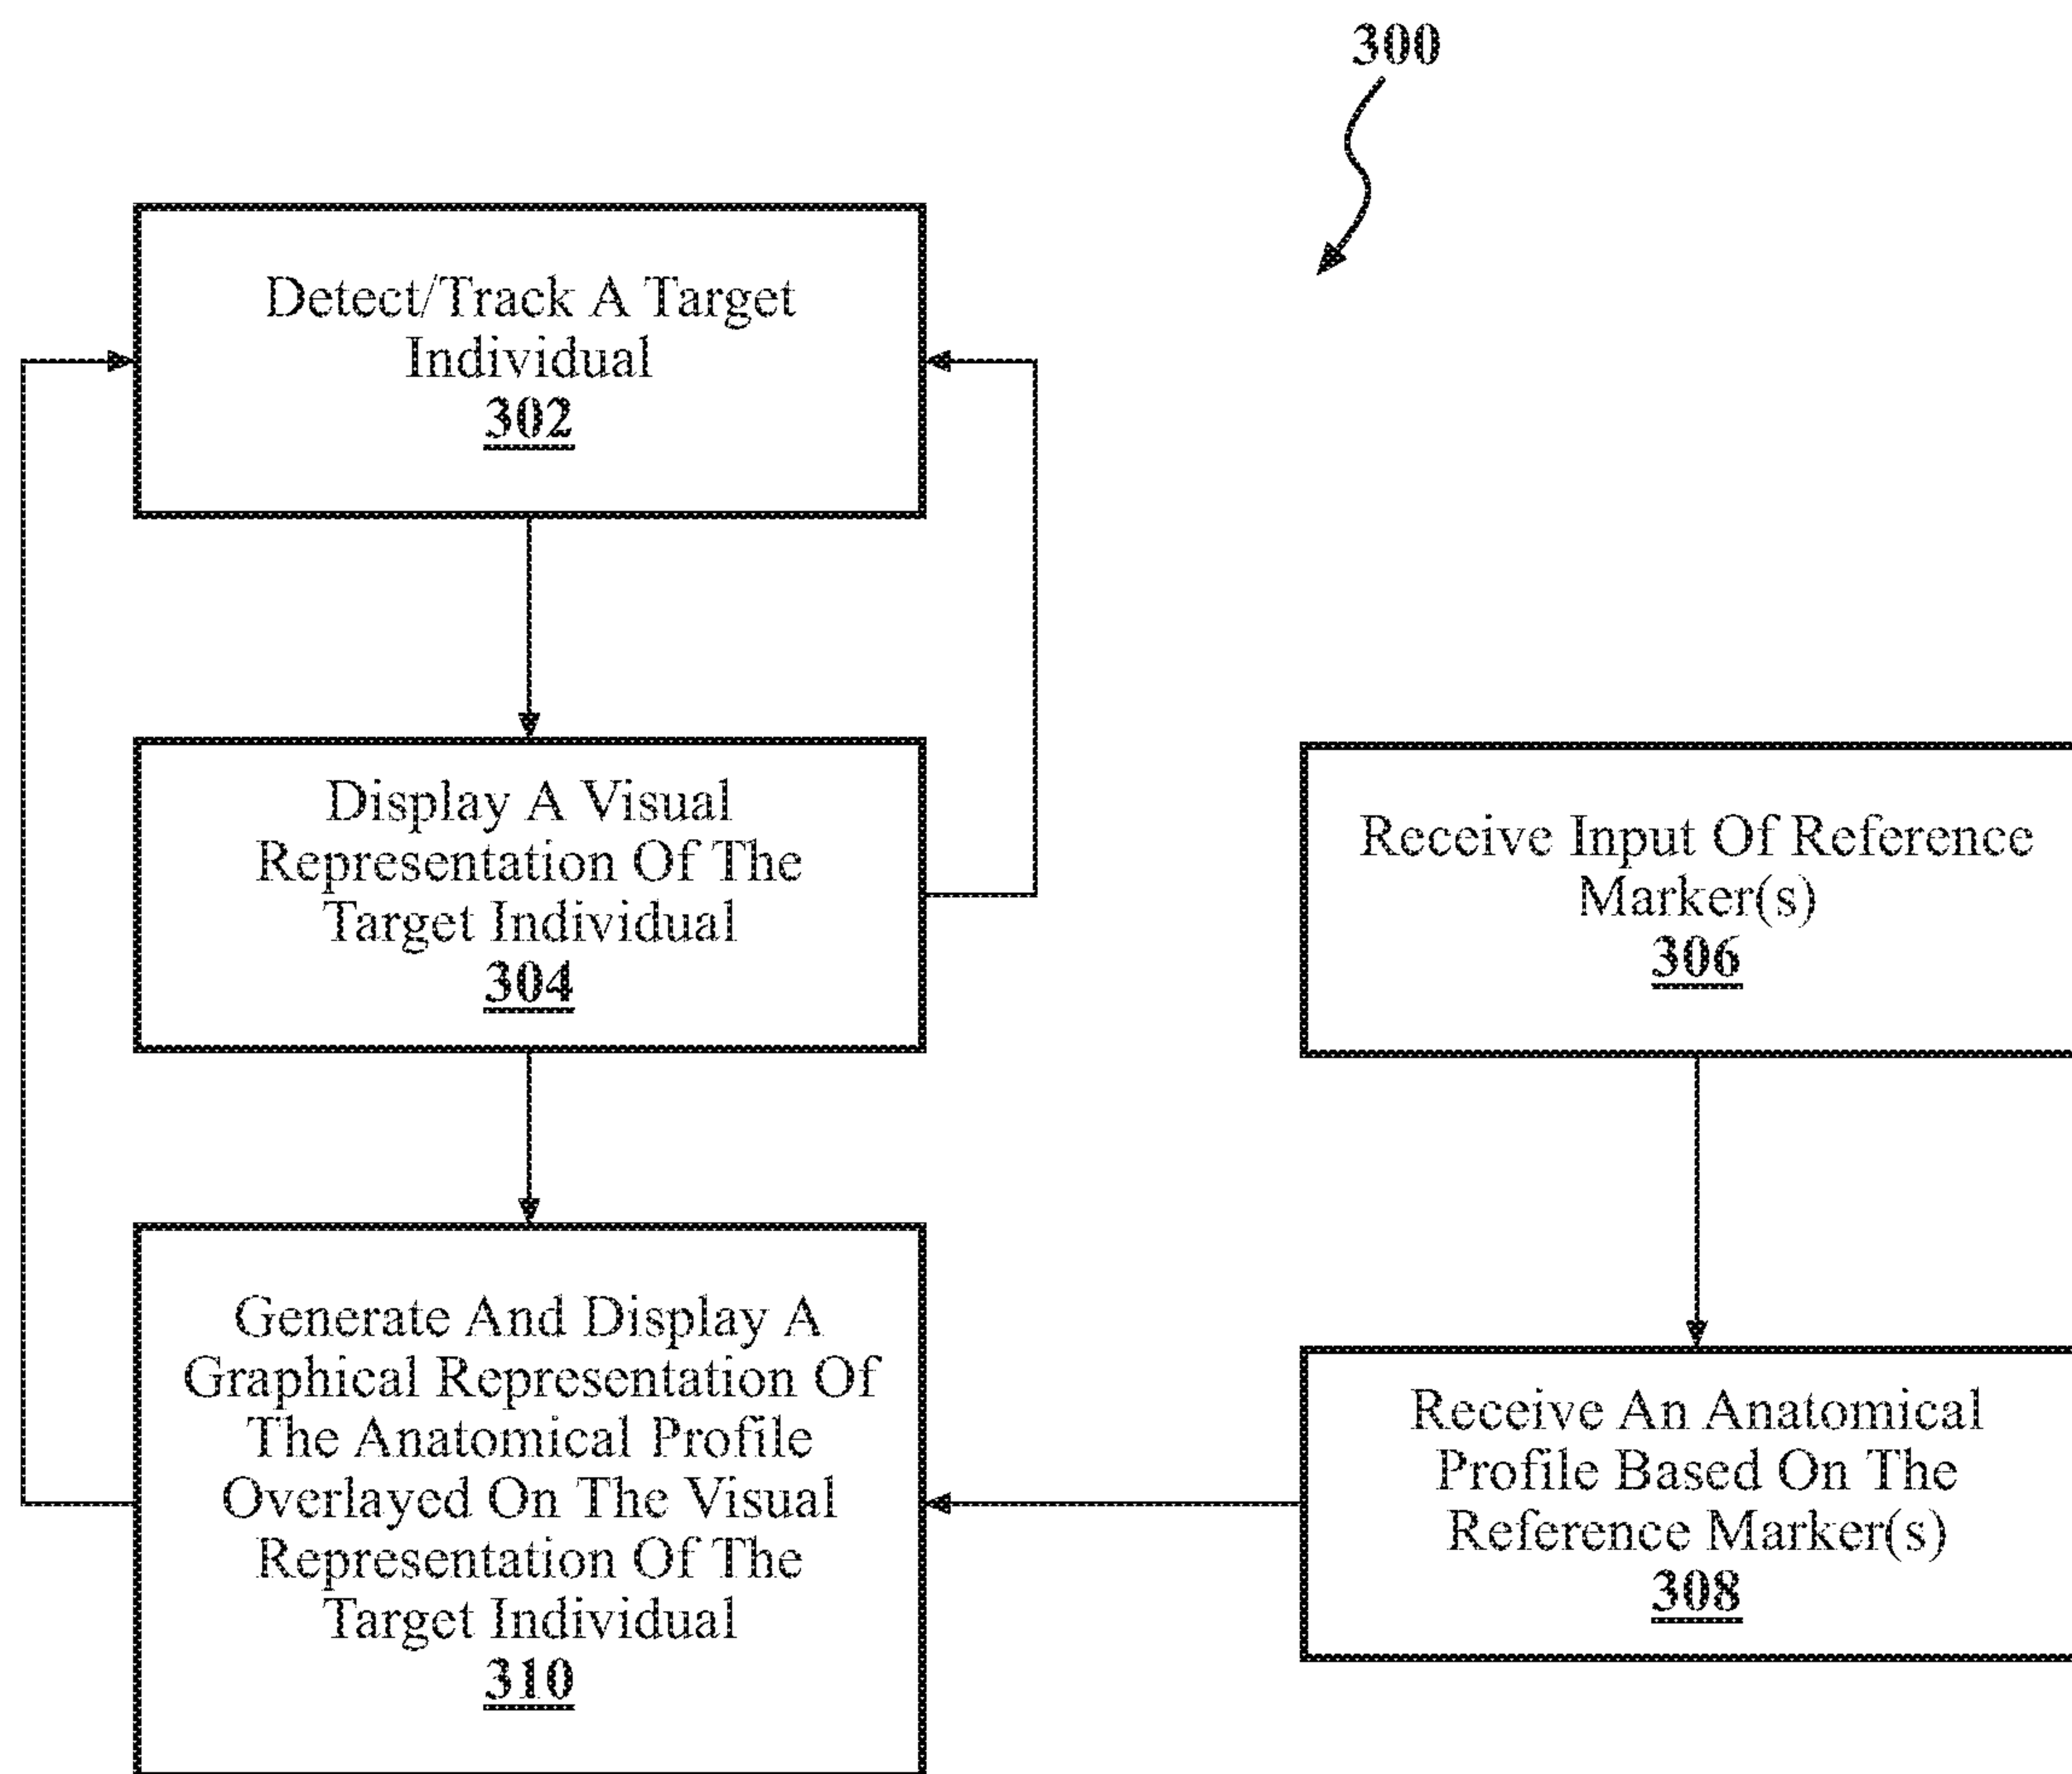 300
Detect/Track A Target
Individual
302
Display A Visual
Representation Of The
Target Individual
304
Receive Input Of Reference
Marker(s)
306
Generate And Display A
Graphical Representation Of
The Anatomical Profile
Overlayed On The Visual
Representation Of The
Target Individual
310
Receive An Anatomical
Profile Based On The
Reference Marker(s)
308